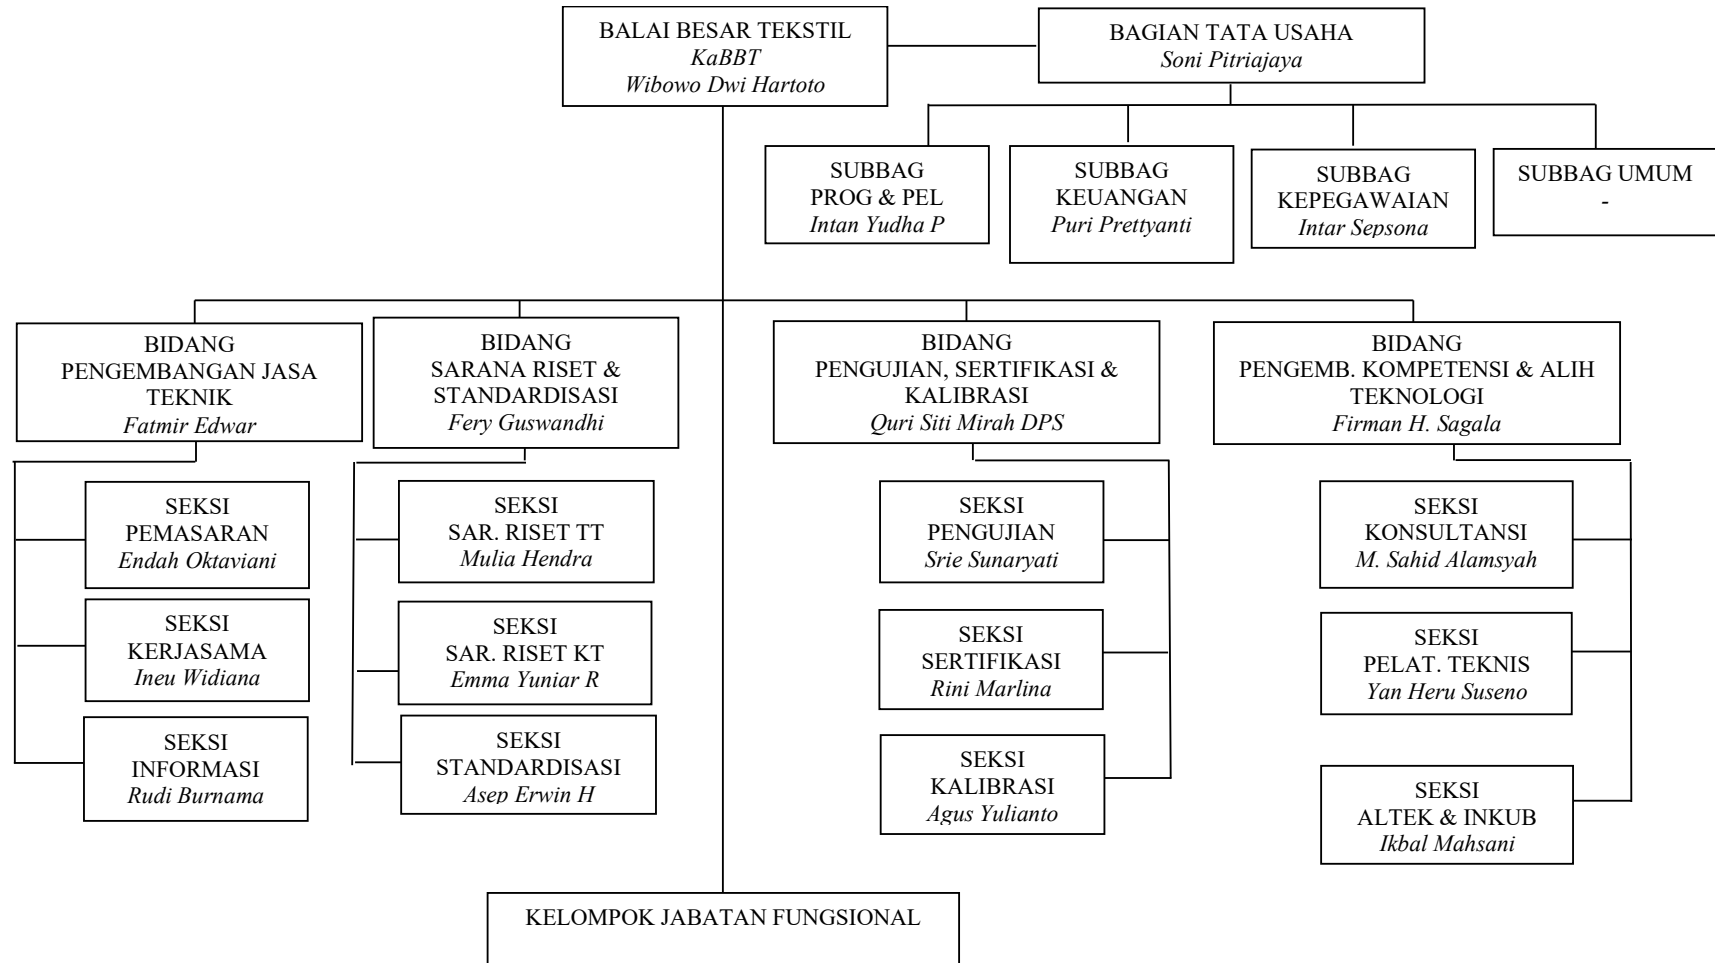 BALAI BESAR TEKSTIL
KaBBT
Wibowo Dwi Hartoto
BAGIAN TATA USAHA
Soni Pitriajaya
SUBBAG
PROG & PEL
Intan Yudha P
SUBBAG
KEUANGAN
Puri Prettyanti
SUBBAG
KEPEGAWAIAN
Intar Sepsona
SUBBAG UMUM
-
BIDANG
PENGEMBANGAN JASA
TEKNIK
Fatmir Edwar
BIDANG
SARANA RISET &
STANDARDISASI
Fery Guswandhi
BIDANG
PENGUJIAN, SERTIFIKASI &
KALIBRASI
Quri Siti Mirah DPS
BIDANG
PENGEMB. KOMPETENSI & ALIH
TEKNOLOGI
Firman H. Sagala
SEKSI
PEMASARAN
Endah Oktaviani
SEKSI
KERJASAMA
Ineu Widiana
SEKSI
INFORMASI
Rudi Burnama
SEKSI
SAR. RISET TT
Mulia Hendra
SEKSI
SAR. RISET KT
Emma Yuniar R
SEKSI
STANDARDISASI
Asep Erwin H
SEKSI
PENGUJIAN
Srie Sunaryati
SEKSI
SERTIFIKASI
Rini Marlina
SEKSI
KALIBRASI
Agus Yulianto
SEKSI
KONSULTANSI
M. Sahid Alamsyah
SEKSI
PELAT. TEKNIS
Yan Heru Suseno
SEKSI
ALTEK & INKUB
Ikbal Mahsani
KELOMPOK JABATAN FUNGSIONAL